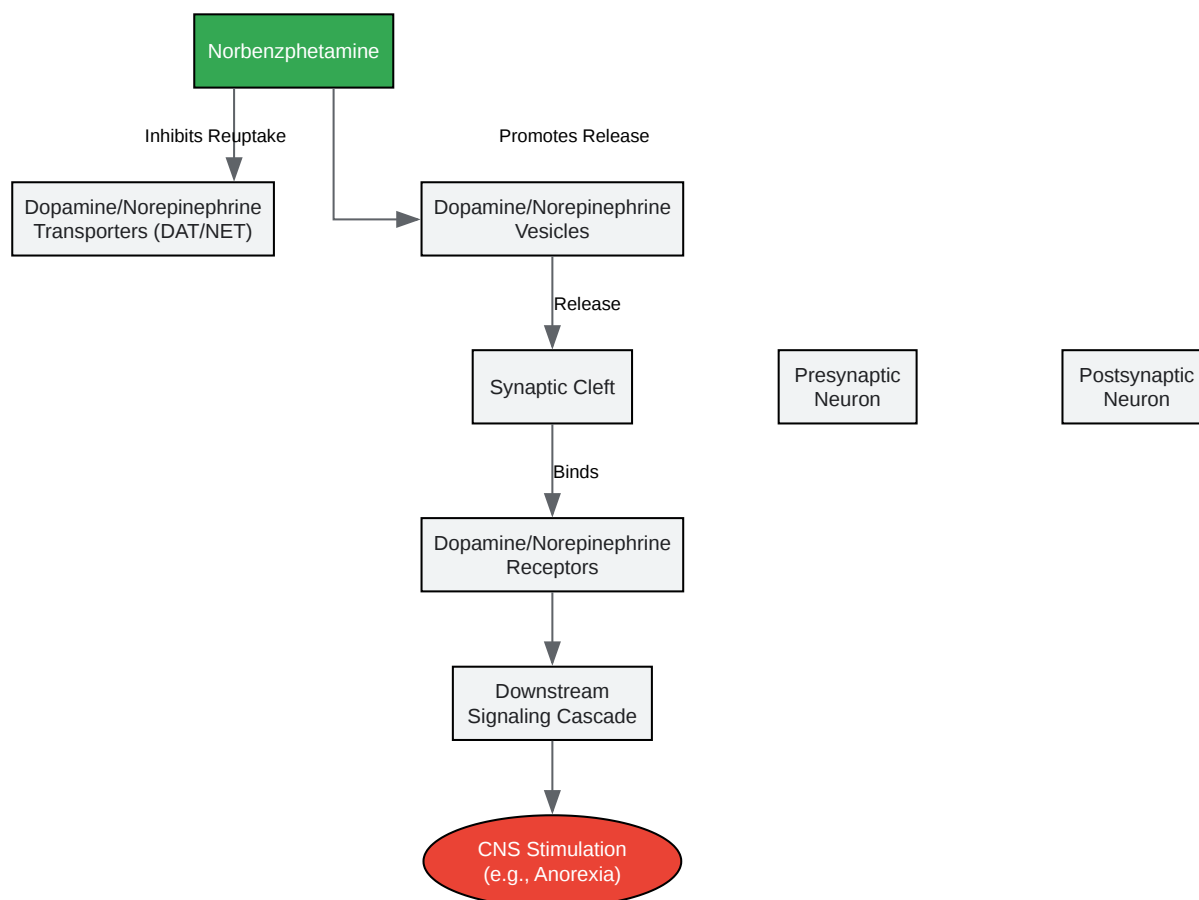 Norbenzphetamine
Inhibits Reuptake
Promotes Release
Dopamine/Norepinephrine
Transporters (DAT/NET)
Dopamine/Norepinephrine
Vesicles
Release
Synaptic Cleft
Presynaptic
Neuron
Postsynaptic
Neuron
Binds
Dopamine/Norepinephrine
Receptors
Downstream
Signaling Cascade
CNS Stimulation
(e.g., Anorexia)